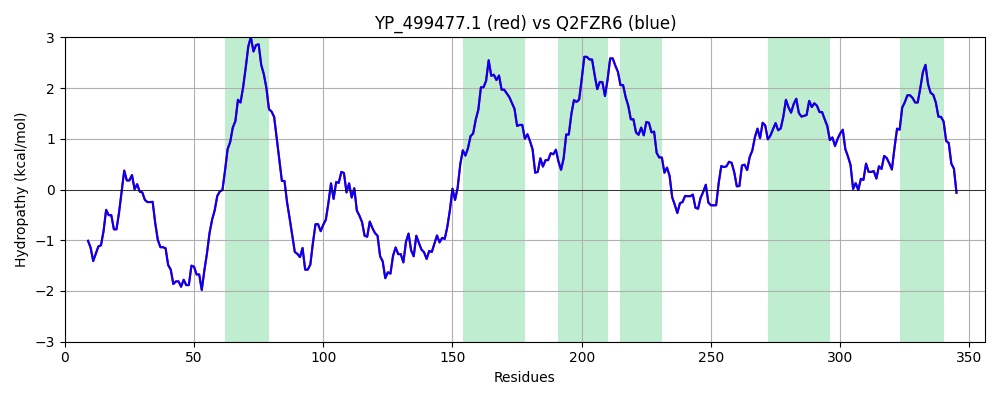 YP_499477.1 (red) vs Q2FZR6 (blue)
Hydropathy (kcal/mol)
3
2
1
0
−1
−2
−3
0 50 100 150 200 250 300 350
Residues